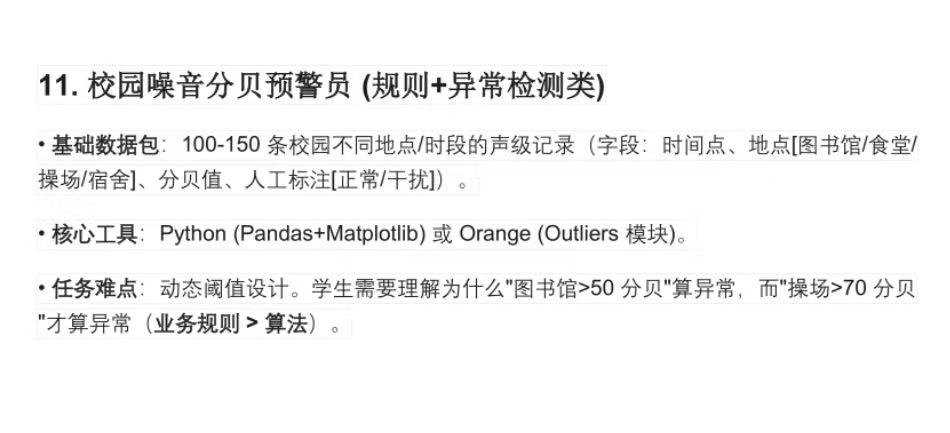 11. 校园噪音分贝预警员 (规则+异常检测类)
• 基础数据包：100-150 条校园不同地点/时段的声级记录（字段：时间点、地点[图书馆/食堂/
操场/宿舍]、分贝值、人工标注[正常/干扰]）。
• 核心工具：Python (Pandas+Matplotlib) 或 Orange (Outliers 模块)。
• 任务难点：动态阈值设计。学生需要理解为什么"图书馆>50 分贝"算异常，而"操场>70 分贝
"才算异常（业务规则 > 算法）。